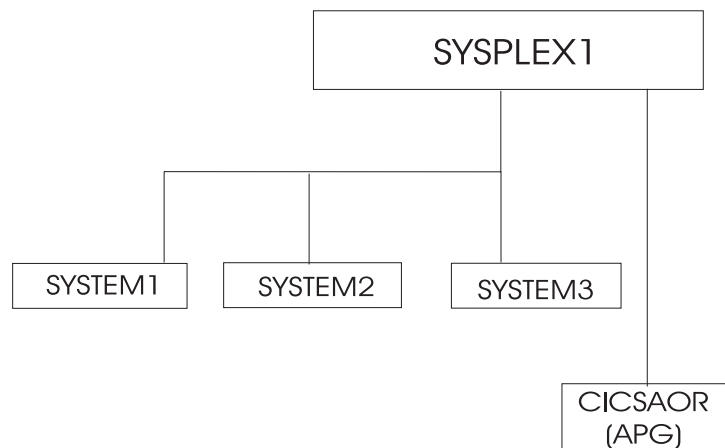 SYSPLEX1
SYSTEM1
SYSTEM2
SYSTEM3
CICSAOR
(APG)